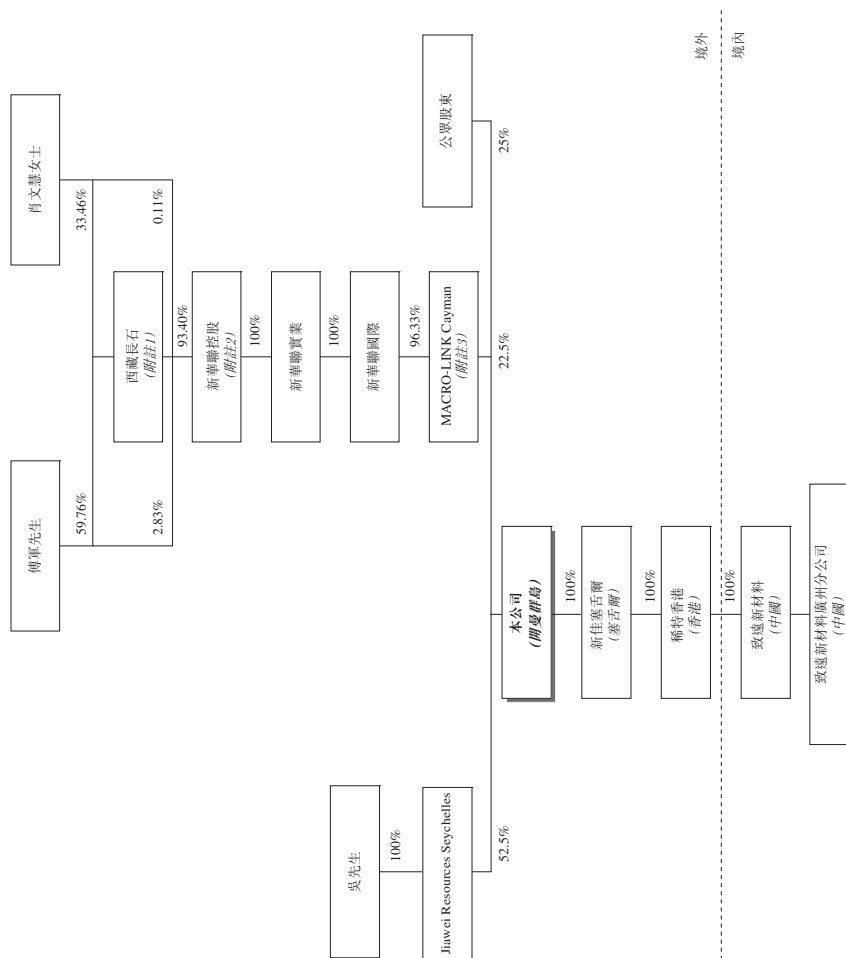 傅軍先生
肖文慧女士
59.76%
33.46%
2.83%
0.11%
西藏長石
(附註1)
93.40%
新華聯控股
(附註2)
100%
新華聯實業
100%
新華聯國際
96.33%
吳先生
100%
Jiawei Resources Seychelles
MACRO-LINK Cayman
(附註3)
公眾股東
52.5%
22.5%
25%
本公司
(開曼群島)
100%
新佳塞舌爾
(塞舌爾)
100%
稀特香港
(香港)
境外
境內
100%
致遠新材料
(中國)
致遠新材料廣州分公司
(中國)